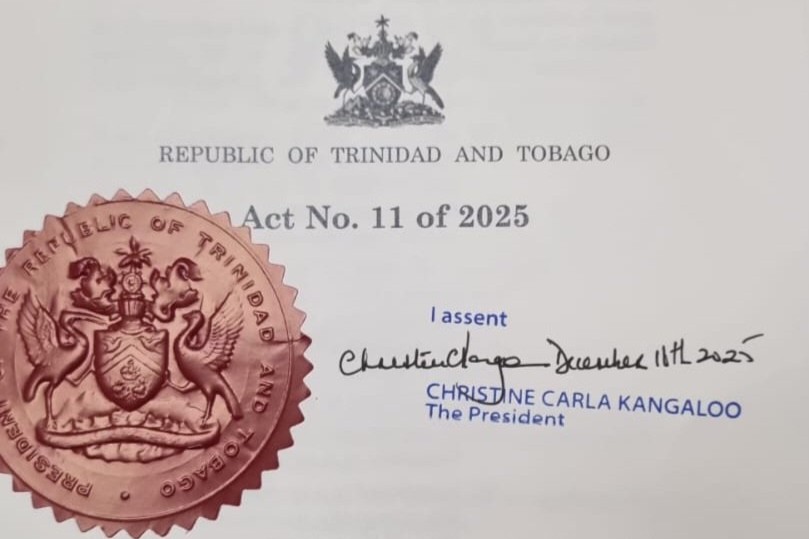 REPUBLIC OF TRINIDAD AND TOBAGO
Act No. 11 of 2025
THE REPUBLIC OF TRINIDAD AND TOBAGO
PRESIDENT
I assent
December 11th 2025
CHRISTINE CARLA KANGALOO
The President